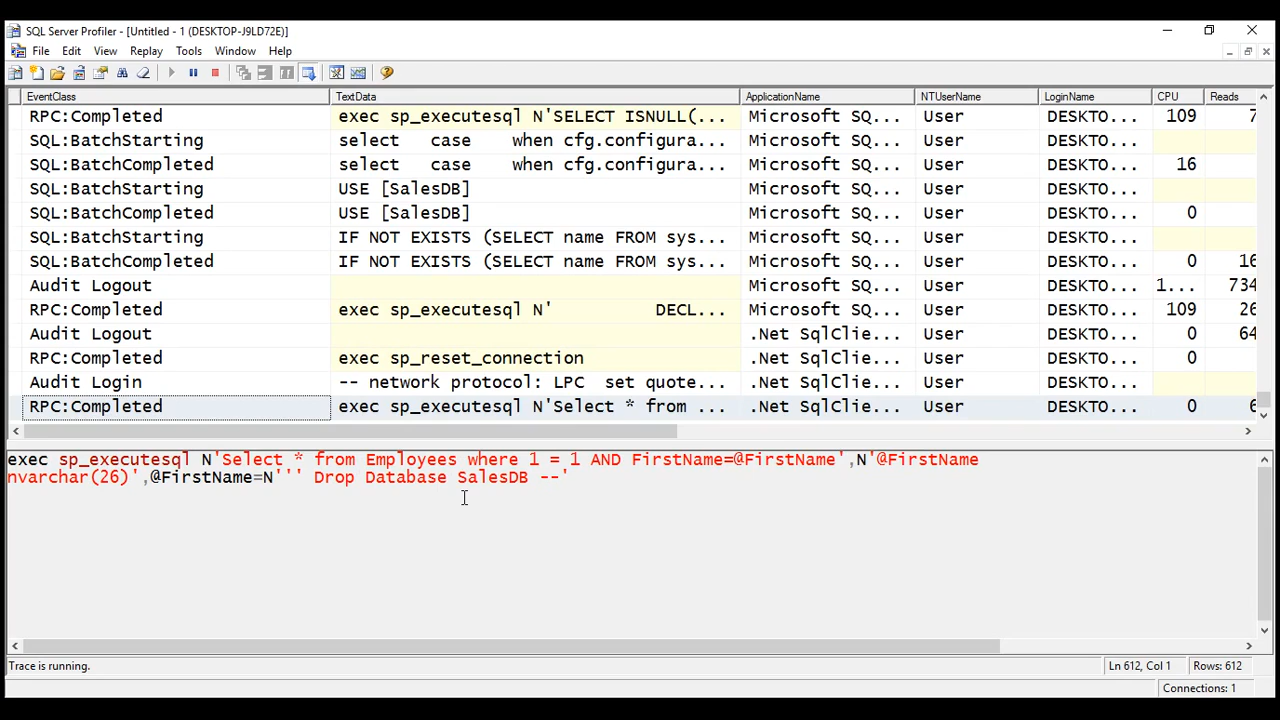 SQL Server Profiler - [Untitled - 1 (DESKTOP-J9LD72E)]
File Edit View Replay Tools Window Help
EventClass TextData ApplicationName NTUserName LoginName CPU Reads
RPC:Completed exec sp_executesql N'SELECT ISNULL(... Microsoft SQ... User DESKTO... 109 7
SQL:BatchStarting select case when cfg.configura... Microsoft SQ... User DESKTO...
SQL:BatchCompleted select case when cfg.configura... Microsoft SQ... User DESKTO... 16
SQL:BatchStarting USE [SalesDB] Microsoft SQ... User DESKTO...
SQL:BatchCompleted USE [SalesDB] Microsoft SQ... User DESKTO... 0
SQL:BatchStarting IF NOT EXISTS (SELECT name FROM sys... Microsoft SQ... User DESKTO...
SQL:BatchCompleted IF NOT EXISTS (SELECT name FROM sys... Microsoft SQ... User DESKTO... 0 16
Audit Logout Microsoft SQ... User DESKTO... 1... 734
RPC:Completed exec sp_executesql N' DECL... Microsoft SQ... User DESKTO... 109 26
Audit Logout .Net SqlClie... User DESKTO... 0 64
RPC:Completed exec sp_reset_connection .Net SqlClie... User DESKTO... 0
Audit Login -- network protocol: LPC set quote... .Net SqlClie... User DESKTO...
RPC:Completed exec sp_executesql N'Select * from ... .Net SqlClie... User DESKTO... 0 6
exec sp_executesql N'Select * from Employees where 1 = 1 AND FirstName=@FirstName',N'@FirstName
nvarchar(26)',@FirstName=N''' Drop Database SalesDB --'
Trace is running. Ln 612, Col 1 Rows: 612
Connections: 1